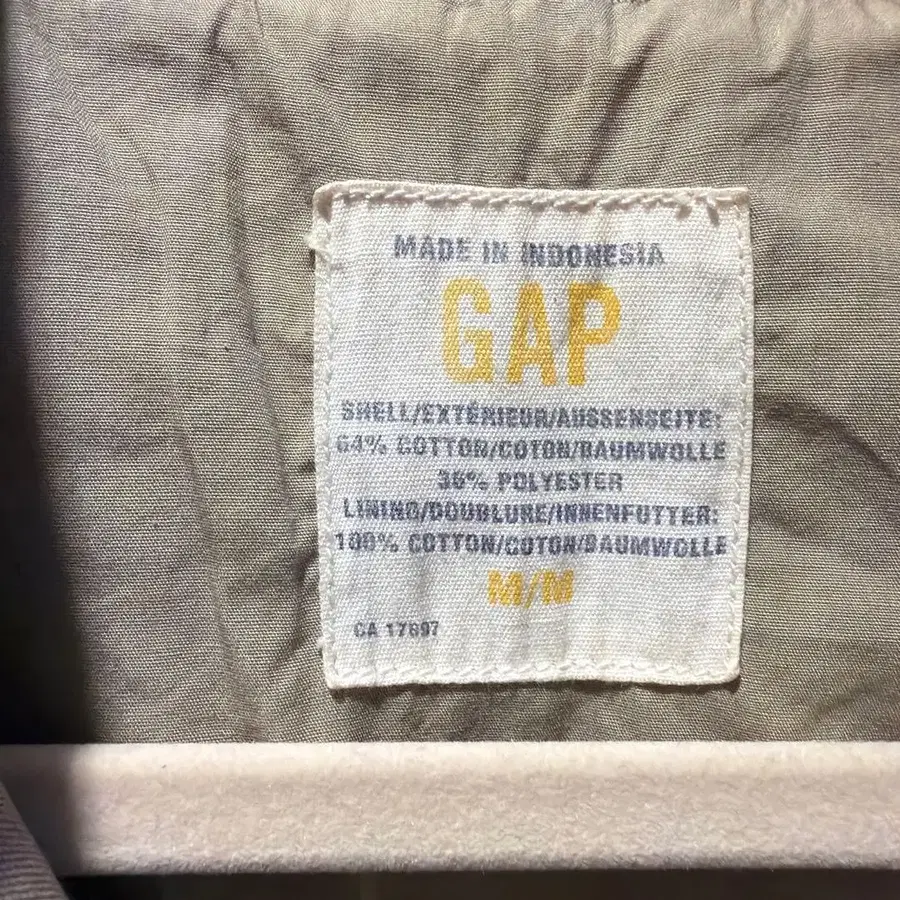 MADE IN INDONESIA
GAP
SHELL/EXTÉRIEUR/AUSSENSEITE:
64% COTTON/COTON/BAUMWOLLE
36% POLYESTER
LINING/DOUBLURE/INNENFUTTER:
100% COTTON/COTON/BAUMWOLLE
M/M
CA 17897